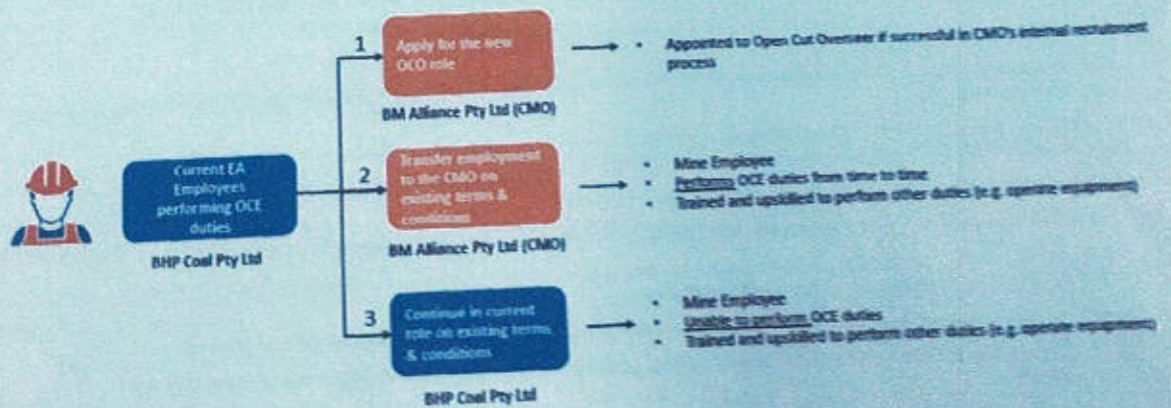 1
Apply for the new
OCO role
BM Alliance Pty Ltd (CMO)
• Appointed to Open Cut Overseer if successful in CMO's internal recruitment
process
Current EA
Employees
performing OCE
duties
BHP Coal Pty Ltd
2
Transfer employment
to the CMO on
existing terms &
conditions
BM Alliance Pty Ltd (CMO)
• Mine Employee
• Performs OCE duties from time to time
• Trained and upskilled to perform other duties (e.g. operate equipment)
3
Continue in current
role on existing terms
& conditions
BHP Coal Pty Ltd
• Mine Employee
• Unable to perform OCE duties
• Trained and upskilled to perform other duties (e.g. operate equipment)